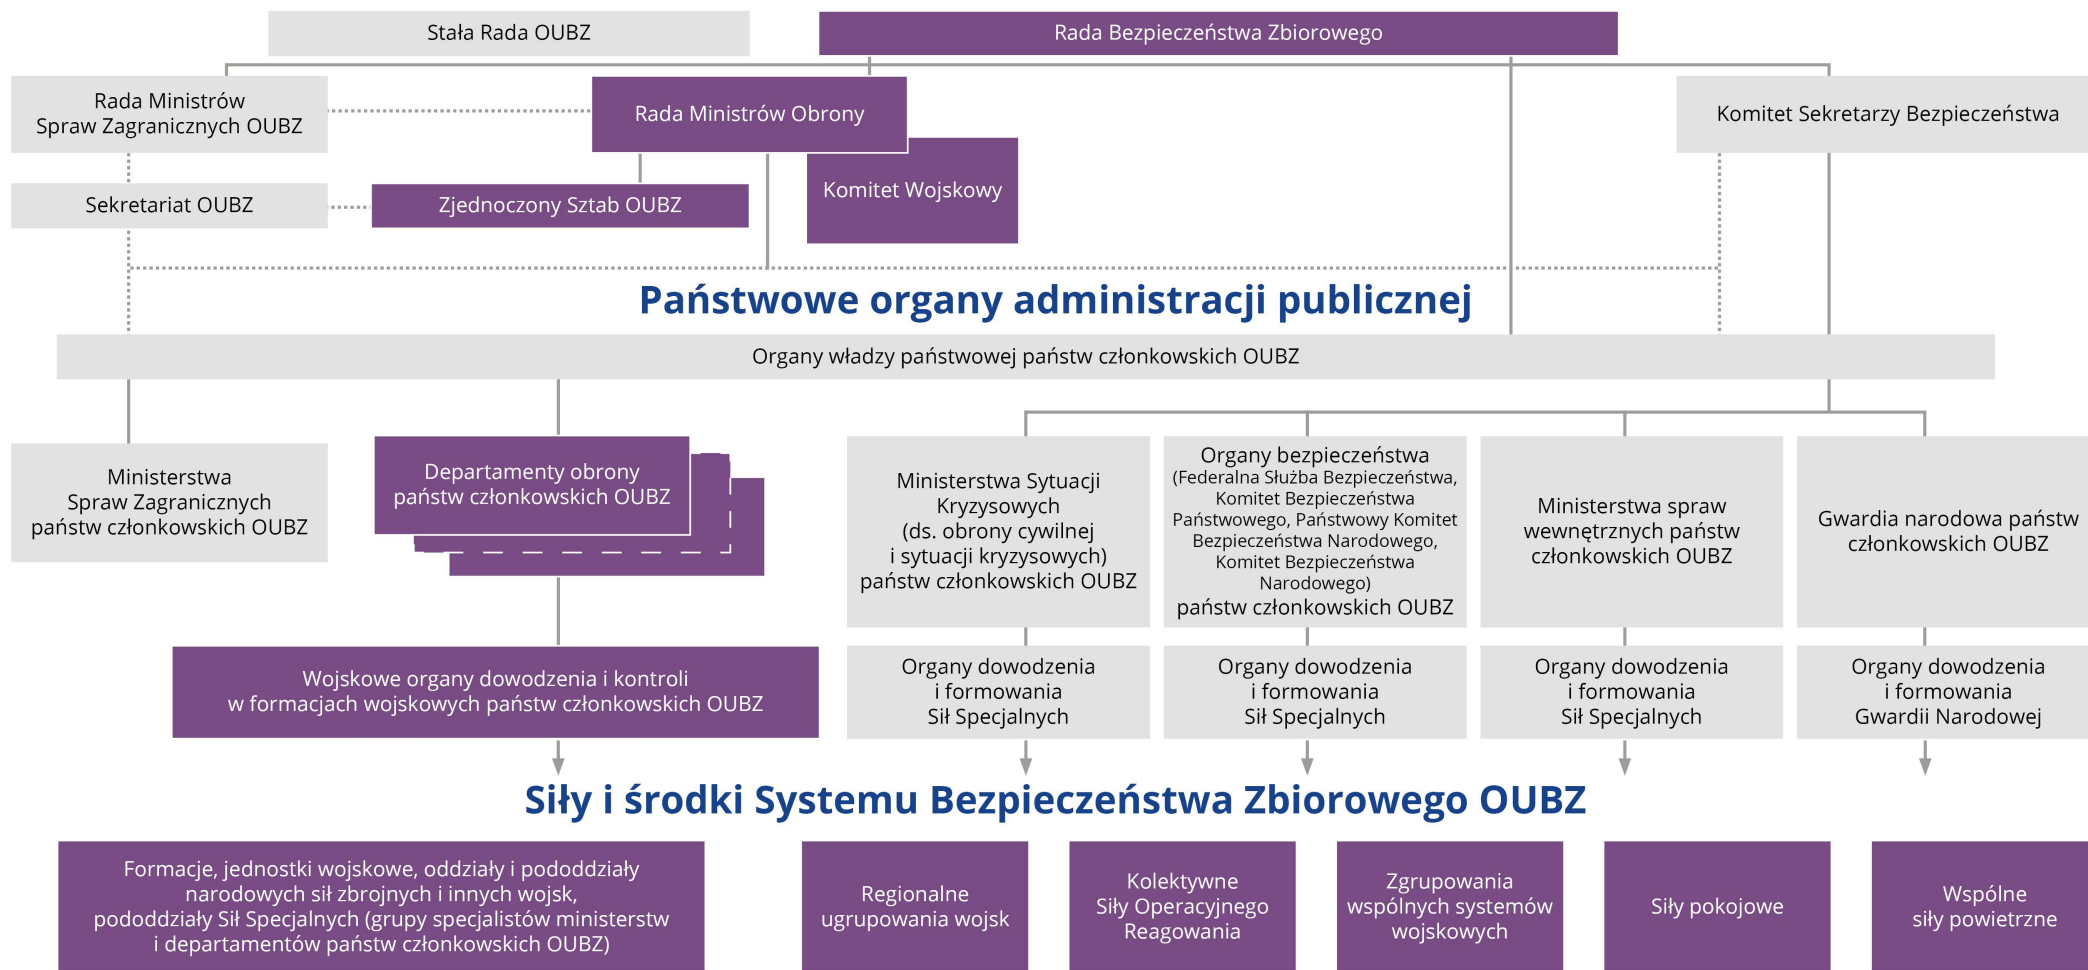 Stała Rada OUBZ
Rada Bezpieczeństwa Zbiorowego
Rada Ministrów
Spraw Zagranicznych OUBZ
Rada Ministrów Obrony
Komitet Sekretarzy Bezpieczeństwa
Komitet Wojskowy
Sekretariat OUBZ
Zjednoczony Sztab OUBZ
Państwowe organy administracji publicznej
Organy władzy państwowej państw członkowskich OUBZ
Ministerstwa
Spraw Zagranicznych
państw członkowskich OUBZ
Departamenty obrony
państw członkowskich OUBZ
Ministerstwa Sytuacji
Kryzysowych
(ds. obrony cywilnej
i sytuacji kryzysowych)
państw członkowskich OUBZ
Organy bezpieczeństwa
(Federalna Służba Bezpieczeństwa,
Komitet Bezpieczeństwa
Państwowego, Państwowy Komitet
Bezpieczeństwa Narodowego,
Komitet Bezpieczeństwa
Narodowego)
państw członkowskich OUBZ
Ministerstwa spraw
wewnętrznych państw
członkowskich OUBZ
Gwardia narodowa państw
członkowskich OUBZ
Wojskowe organy dowodzenia i kontroli
w formacjach wojskowych państw członkowskich OUBZ
Organy dowodzenia
i formowania
Sił Specjalnych
Organy dowodzenia
i formowania
Sił Specjalnych
Organy dowodzenia
i formowania
Sił Specjalnych
Organy dowodzenia
i formowania
Gwardii Narodowej
Siły i środki Systemu Bezpieczeństwa Zbiorowego OUBZ
Formacje, jednostki wojskowe, oddziały i pododdziały
narodowych sił zbrojnych i innych wojsk,
pododdziały Sił Specjalnych (grupy specjalistów ministerstw
i departamentów państw członkowskich OUBZ)
Regionalne
ugrupowania wojsk
Kolektywne
Siły Operacyjnego
Reagowania
Zgrupowania
wspólnych systemów
wojskowych
Siły pokojowe
Wspólne
siły powietrzne